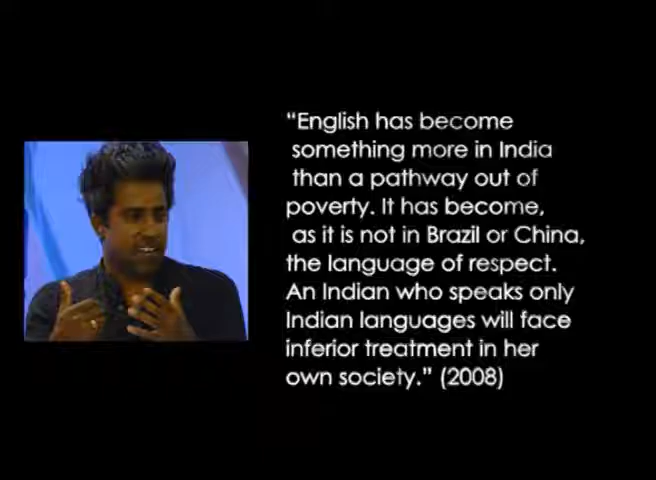 “English has become
something more in India
than a pathway out of
poverty. It has become,
as it is not in Brazil or China,
the language of respect.
An Indian who speaks only
Indian languages will face
inferior treatment in her
own society.” (2008)